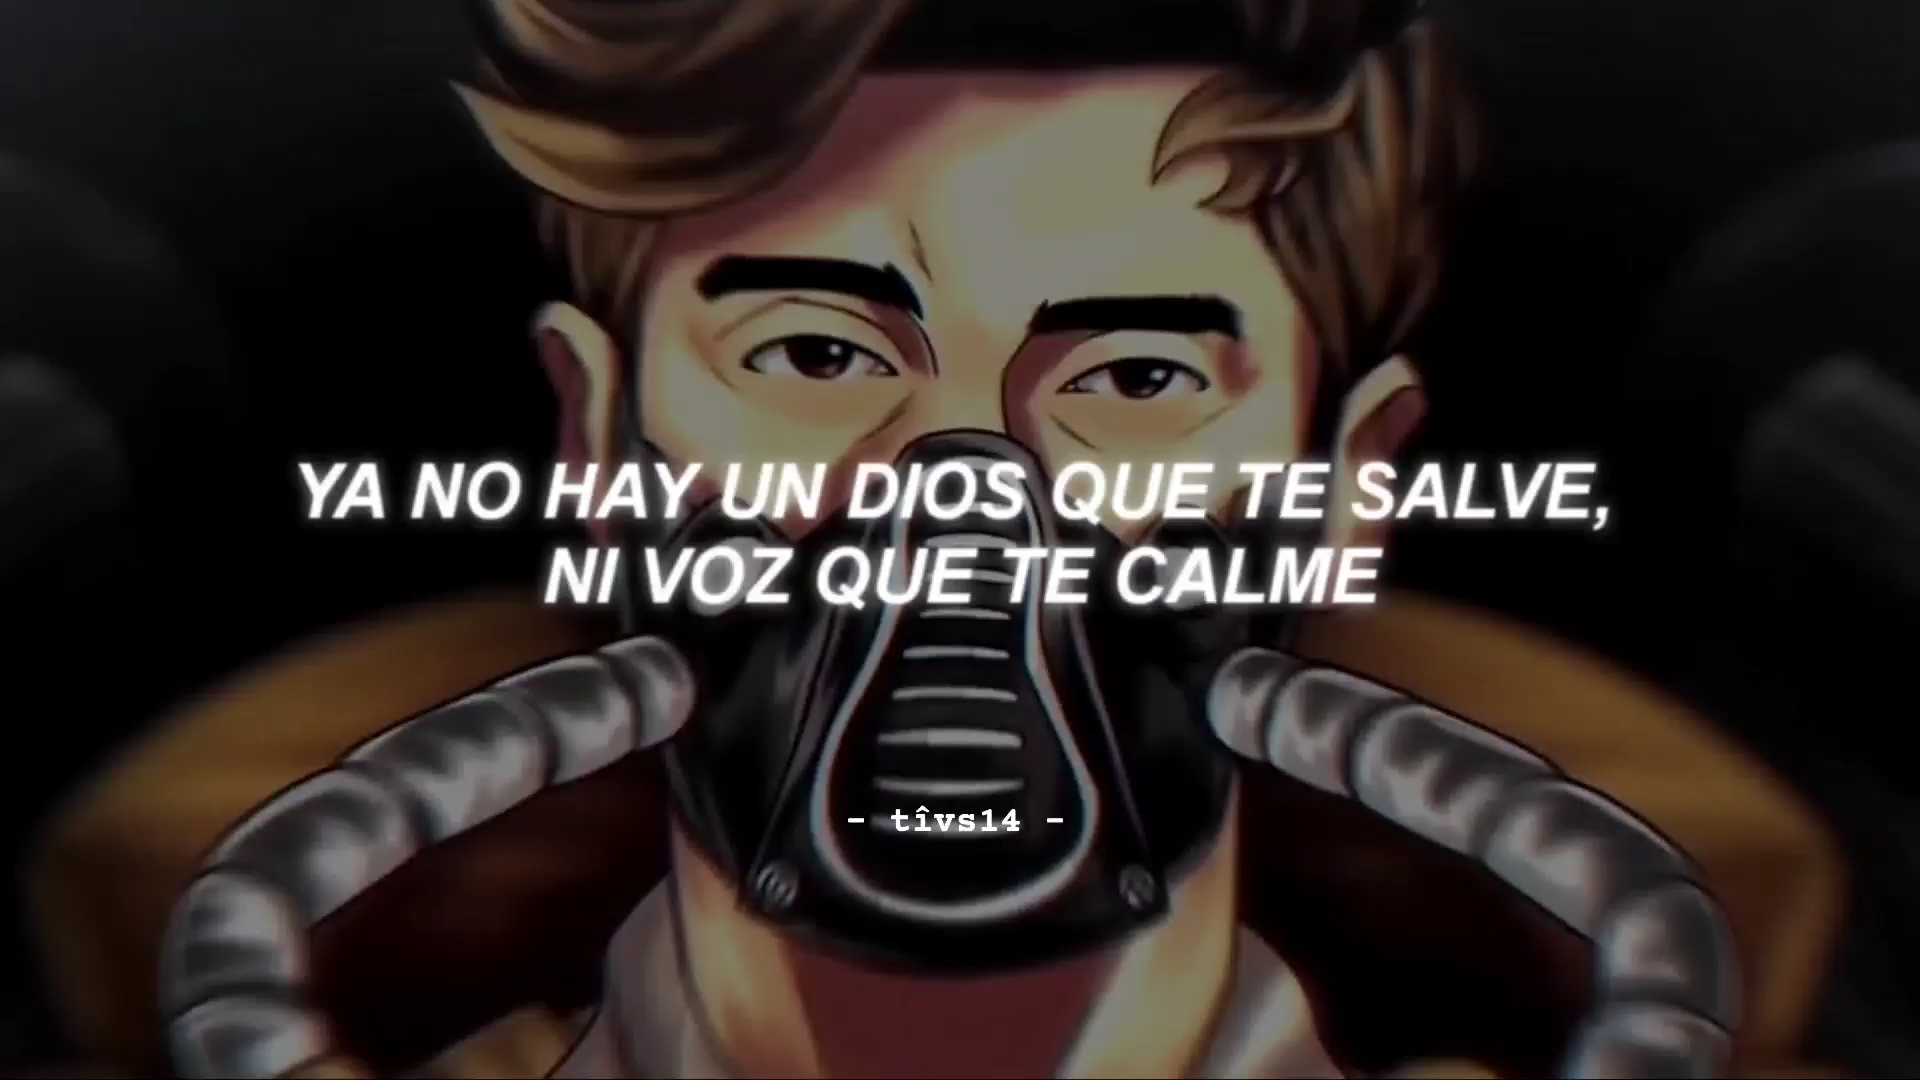 YA NO HAY UN DIOS QUE TE SALVE,
NI VOZ QUE TE CALME
- tîvs14 -